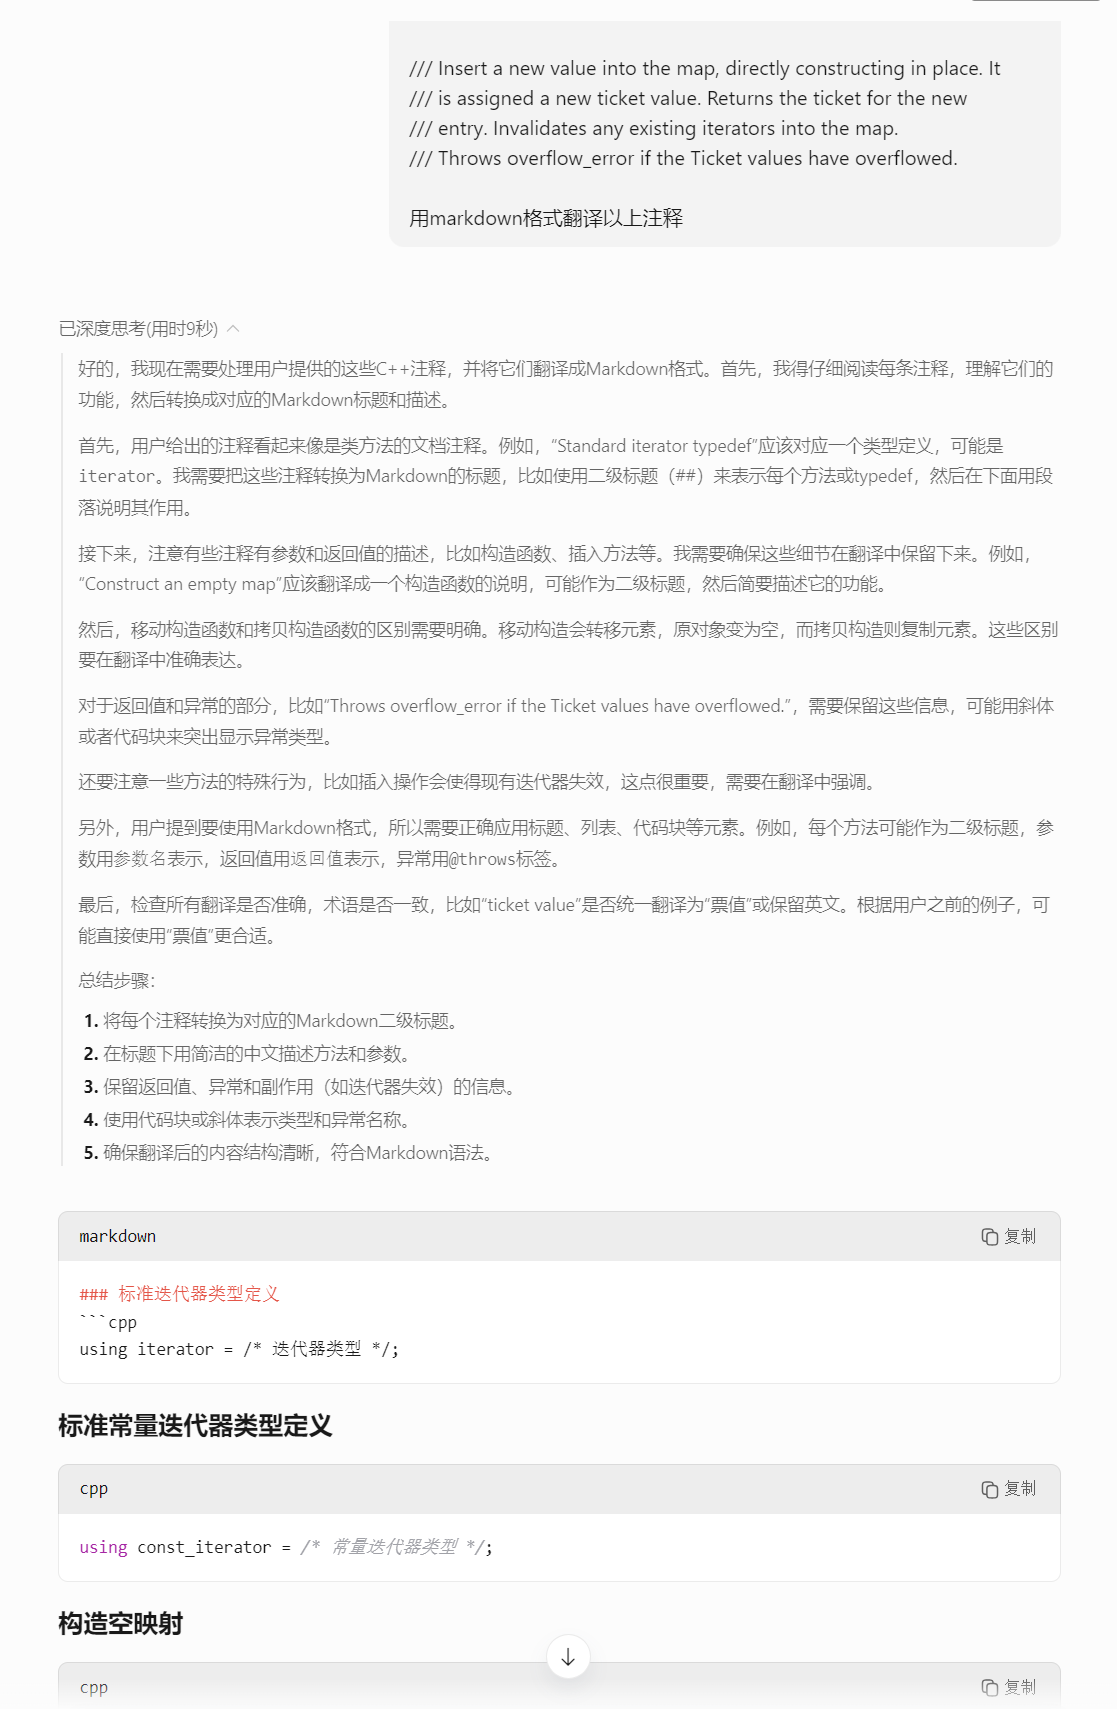 /// Insert a new value into the map, directly constructing in place. It
/// is assigned a new ticket value. Returns the ticket for the new
/// entry. Invalidates any existing iterators into the map.
/// Throws overflow_error if the Ticket values have overflowed.
用markdown格式翻译以上注释
已深度思考(用时9秒)
好的，我现在需要处理用户提供的这些C++注释，并将它们翻译成Markdown格式。首先，我得仔细阅读每条注释，理解它们的
功能，然后转换成对应的Markdown标题和描述。
首先，用户给出的注释看起来像是类方法的文档注释。例如，“Standard iterator typedef”应该对应一个类型定义，可能是
iterator。我需要把这些注释转换为Markdown的标题，比如使用二级标题（##）来表示每个方法或typedef，然后在下面用段
落说明其作用。
接下来，注意有些注释有参数和返回值的描述，比如构造函数、插入方法等。我需要确保这些细节在翻译中保留下来。例如，
“Construct an empty map”应该翻译成一个构造函数的说明，可能作为二级标题，然后简要描述它的功能。
然后，移动构造函数和拷贝构造函数的区别需要明确。移动构造会转移元素，原对象变为空，而拷贝构造则复制元素。这些区别
要在翻译中准确表达。
对于返回值和异常的部分，比如“Throws overflow_error if the Ticket values have overflowed.”，需要保留这些信息，可能用斜体
或者代码块来突出显示异常类型。
还要注意一些方法的特殊行为，比如插入操作会使得现有迭代器失效，这点很重要，需要在翻译中强调。
另外，用户提到要使用Markdown格式，所以需要正确应用标题、列表、代码块等元素。例如，每个方法可能作为二级标题，参
数用参数名表示，返回值用返回值表示，异常用@throws标签。
最后，检查所有翻译是否准确，术语是否一致，比如“ticket value”是否统一翻译为“票值”或保留英文。根据用户之前的例子，可
能直接使用“票值”更合适。
总结步骤：
1. 将每个注释转换为对应的Markdown二级标题。
2. 在标题下用简洁的中文描述方法和参数。
3. 保留返回值、异常和副作用（如迭代器失效）的信息。
4. 使用代码块或斜体表示类型和异常名称。
5. 确保翻译后的内容结构清晰，符合Markdown语法。
markdown 复制
### 标准迭代器类型定义
```cpp
using iterator = /* 迭代器类型 */;
标准常量迭代器类型定义
cpp 复制
using const_iterator = /* 常量迭代器类型 */;
构造空映射
cpp 复制